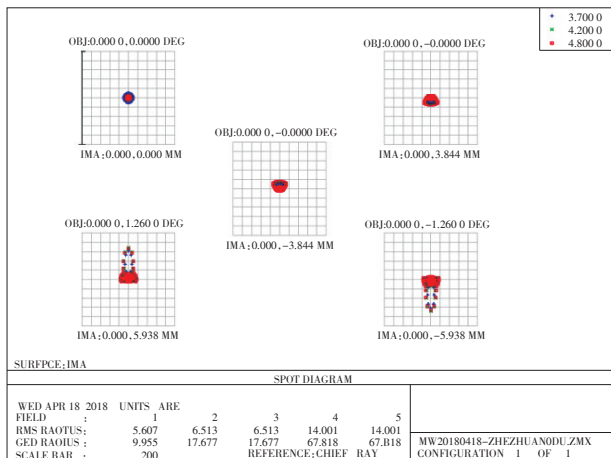 3.700 0
4.200 0
4.800 0
OBJ:0.000 0,0.0000 DEG
OBJ:0.000 0,-0.0000 DEG
IMA;0.000,0.000 MM
OBJ:0.000 0,-0.0000 DEG
IMA;0.000,3.844 MM
OBJ:0.000 0,1.260 0 DEG
IMA;0.000,-3.844 MM
OBJ:0.000 0,-1.260 0 DEG
IMA;0.000,5.938 MM
IMA;0.000,-5.938 MM
SURFPCE;IMA
SPOT DIAGRAM
WED APR 18 2018 UNITS ARE
FIELD : 1 2 3 4 5
RMS RAOTUS: 5.607 6.513 6.513 14.001 14.001
GED RAOIUS : 9.955 17.677 17.677 67.818 67.B18
SCALE BAR : 200 REFERENCE;CHIEF RAY
MW20180418-ZHEZHUAN0DU.ZMX
CONFIGURATION 1 OF 1